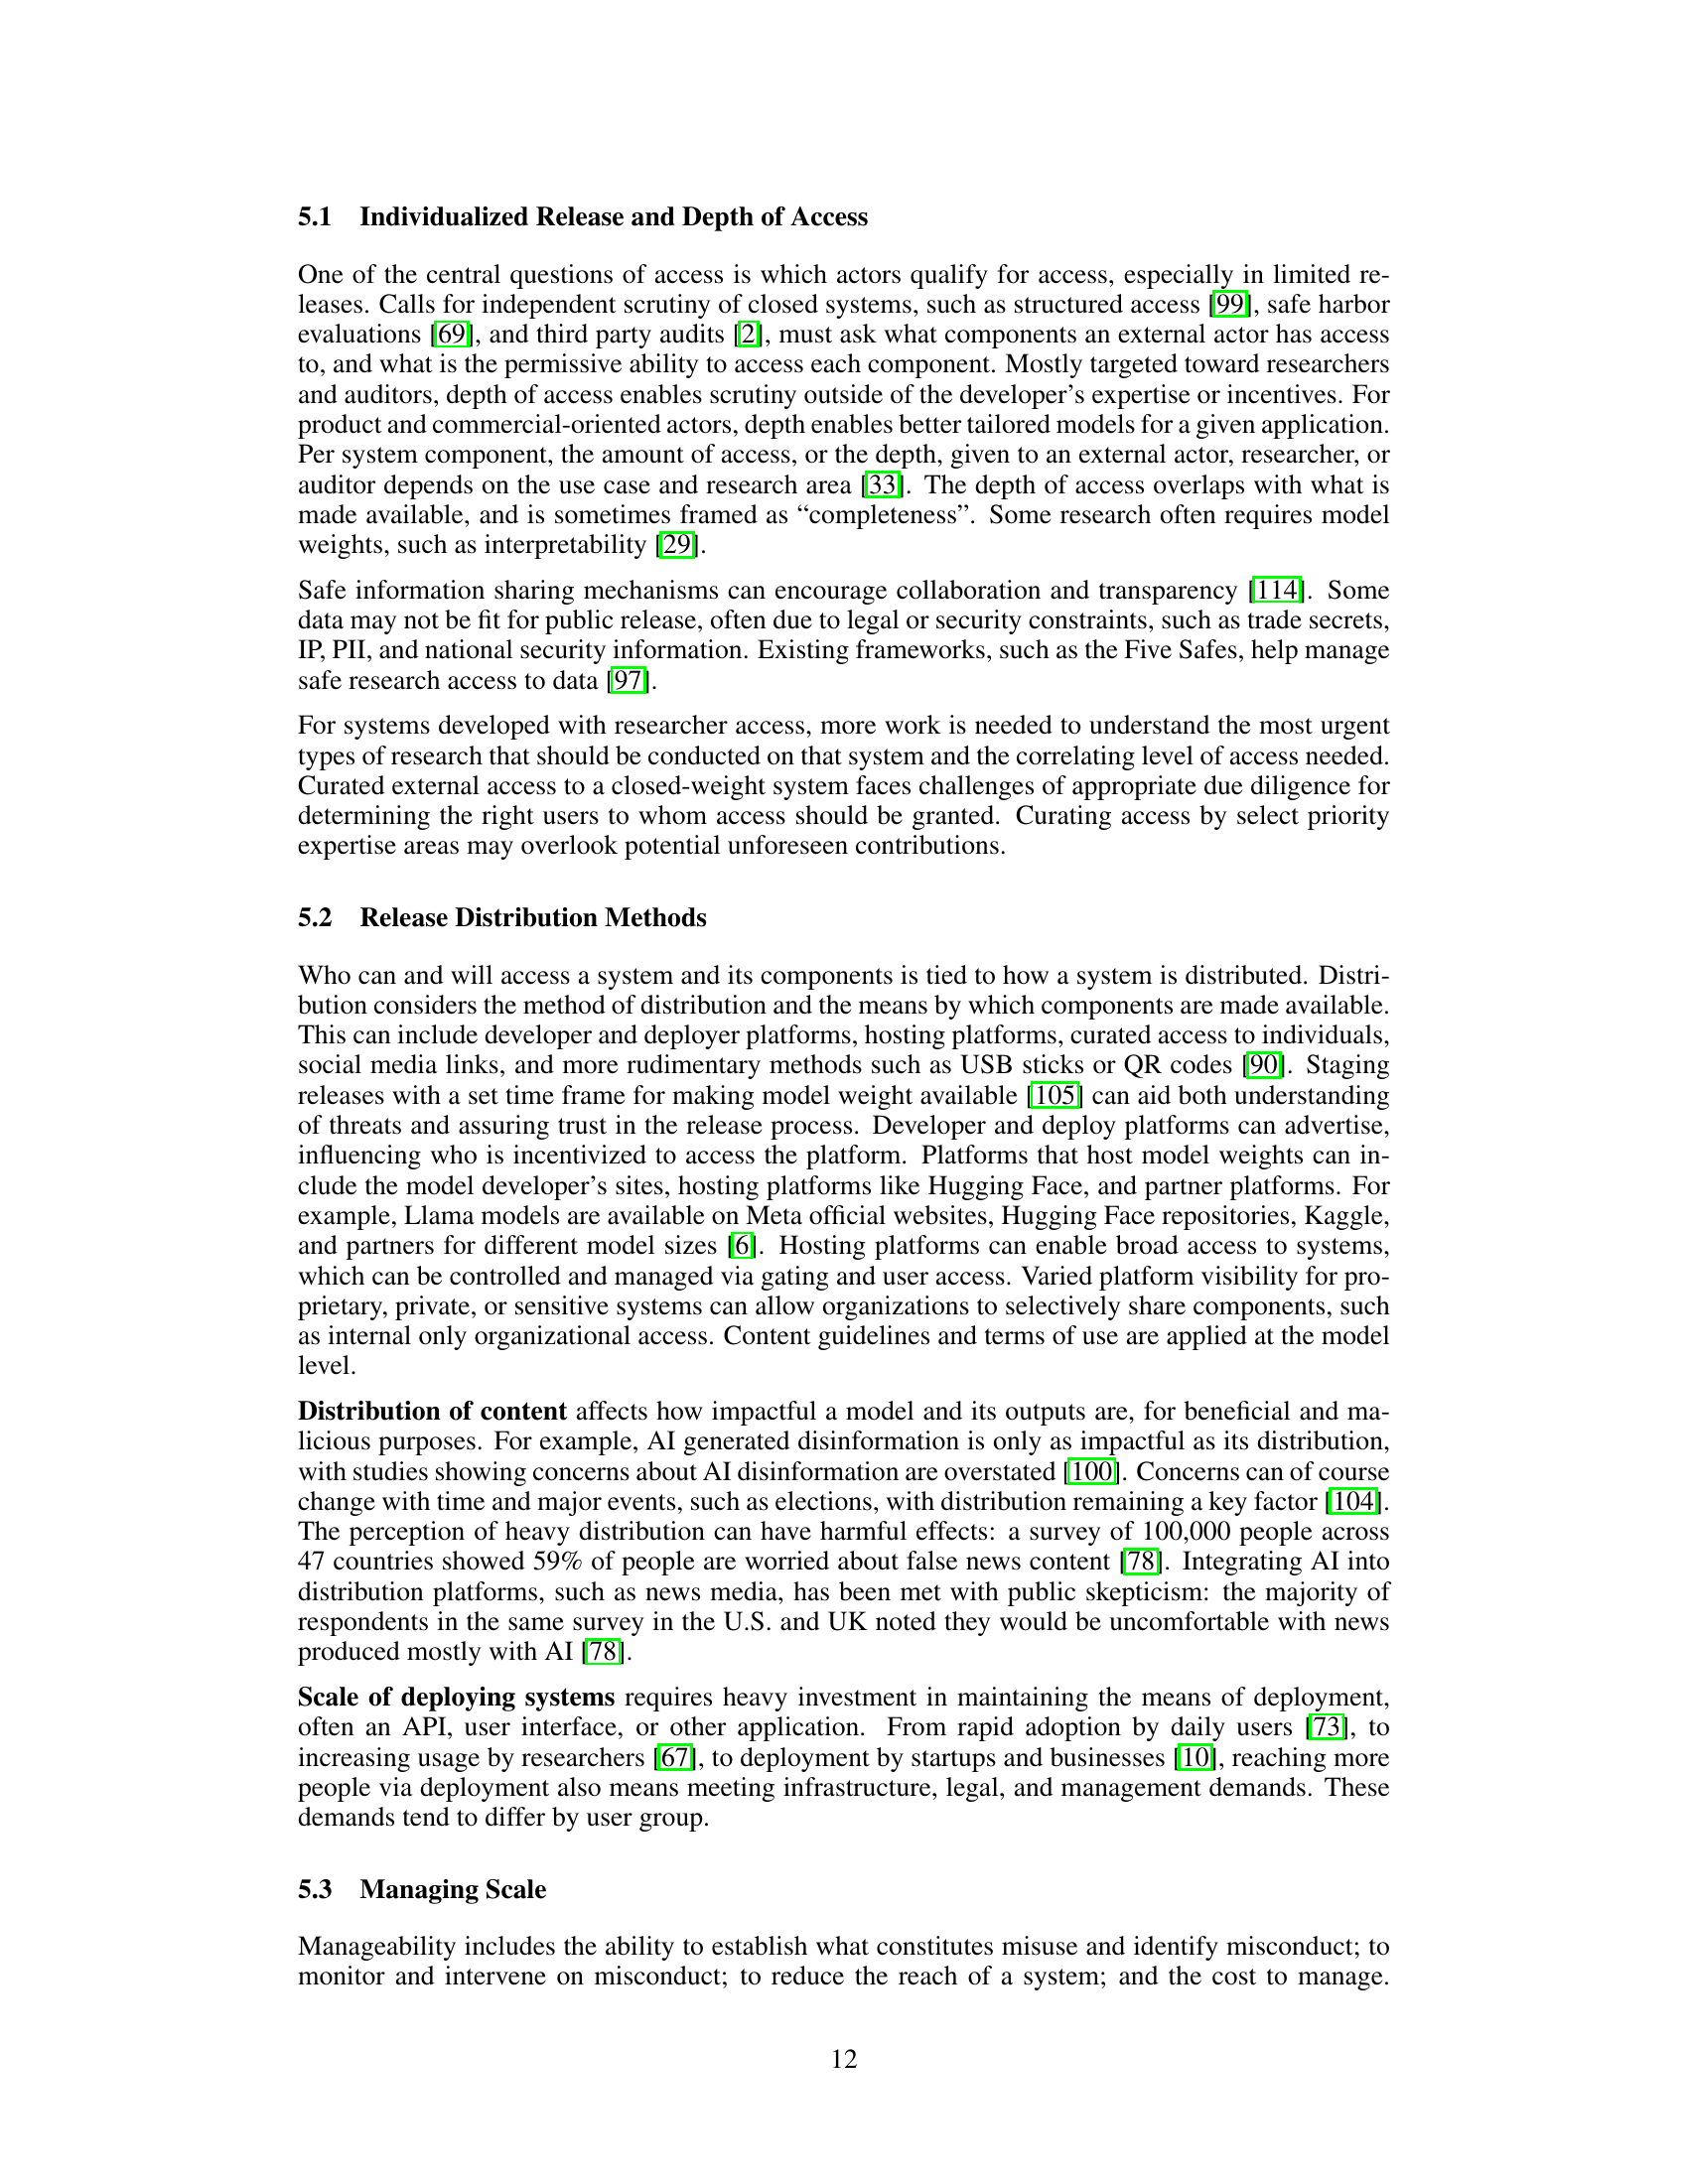 5.1 Individualized Release and Depth of Access
One of the central questions of access is which actors qualify for access, especially in limited re-
leases. Calls for independent scrutiny of closed systems, such as structured access [99], safe harbor
evaluations [69], and third party audits [2], must ask what components an external actor has access
to, and what is the permissive ability to access each component. Mostly targeted toward researchers
and auditors, depth of access enables scrutiny outside of the developer's expertise or incentives. For
product and commercial-oriented actors, depth enables better tailored models for a given application.
Per system component, the amount of access, or the depth, given to an external actor, researcher, or
auditor depends on the use case and research area [33]. The depth of access overlaps with what is
made available, and is sometimes framed as “completeness”. Some research often requires model
weights, such as interpretability [29].
Safe information sharing mechanisms can encourage collaboration and transparency [114]. Some
data may not be fit for public release, often due to legal or security constraints, such as trade secrets,
IP, PII, and national security information. Existing frameworks, such as the Five Safes, help manage
safe research access to data [97].
For systems developed with researcher access, more work is needed to understand the most urgent
types of research that should be conducted on that system and the correlating level of access needed.
Curated external access to a closed-weight system faces challenges of appropriate due diligence for
determining the right users to whom access should be granted. Curating access by select priority
expertise areas may overlook potential unforeseen contributions.
5.2 Release Distribution Methods
Who can and will access a system and its components is tied to how a system is distributed. Distri-
bution considers the method of distribution and the means by which components are made available.
This can include developer and deployer platforms, hosting platforms, curated access to individuals,
social media links, and more rudimentary methods such as USB sticks or QR codes [90]. Staging
releases with a set time frame for making model weight available [105] can aid both understanding
of threats and assuring trust in the release process. Developer and deploy platforms can advertise,
influencing who is incentivized to access the platform. Platforms that host model weights can in-
clude the model developer's sites, hosting platforms like Hugging Face, and partner platforms. For
example, Llama models are available on Meta official websites, Hugging Face repositories, Kaggle,
and partners for different model sizes [6]. Hosting platforms can enable broad access to systems,
which can be controlled and managed via gating and user access. Varied platform visibility for pro-
prietary, private, or sensitive systems can allow organizations to selectively share components, such
as internal only organizational access. Content guidelines and terms of use are applied at the model
level.
Distribution of content affects how impactful a model and its outputs are, for beneficial and ma-
licious purposes. For example, AI generated disinformation is only as impactful as its distribution,
with studies showing concerns about AI disinformation are overstated [100]. Concerns can of course
change with time and major events, such as elections, with distribution remaining a key factor [104].
The perception of heavy distribution can have harmful effects: a survey of 100,000 people across
47 countries showed 59% of people are worried about false news content [78]. Integrating AI into
distribution platforms, such as news media, has been met with public skepticism: the majority of
respondents in the same survey in the U.S. and UK noted they would be uncomfortable with news
produced mostly with AI [78].
Scale of deploying systems requires heavy investment in maintaining the means of deployment,
often an API, user interface, or other application. From rapid adoption by daily users [73], to
increasing usage by researchers [67], to deployment by startups and businesses [10], reaching more
people via deployment also means meeting infrastructure, legal, and management demands. These
demands tend to differ by user group.
5.3 Managing Scale
Manageability includes the ability to establish what constitutes misuse and identify misconduct; to
monitor and intervene on misconduct; to reduce the reach of a system; and the cost to manage.
12